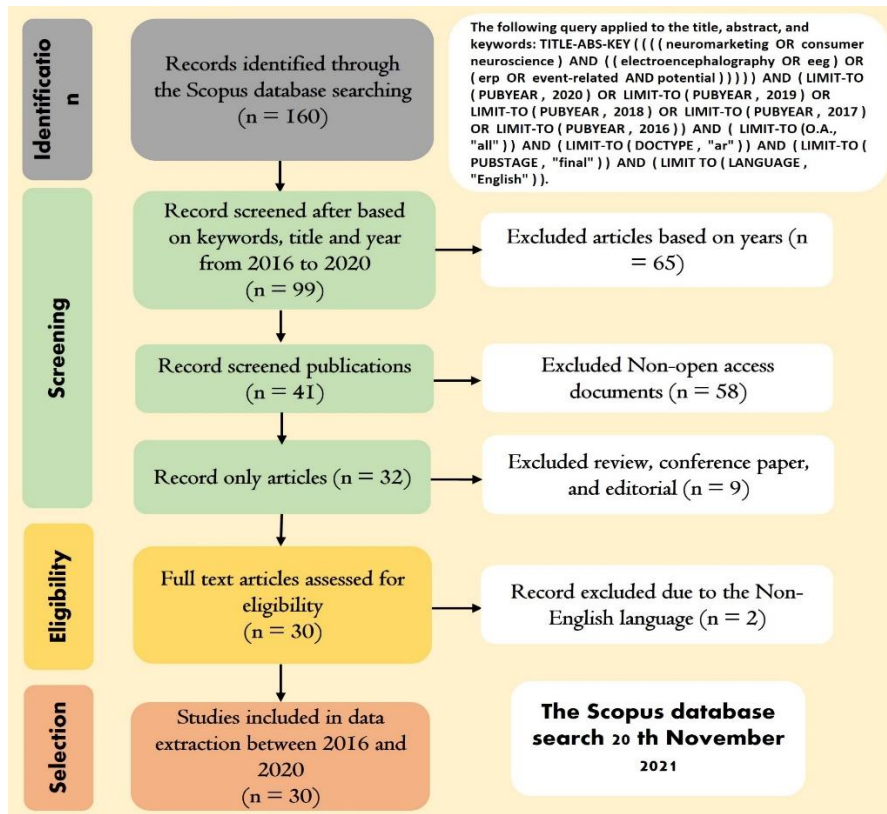 Identificatio
n
Records identified through
the Scopus database searching
(n = 160)
The following query applied to the title, abstract, and
keywords: TITLE-ABS-KEY ( ( ( ( neuromarketing OR consumer
neuroscience ) AND ( ( electroencephalography OR eeg ) OR
( erp OR event-related AND potential ) ) ) ) ) AND ( LIMIT-TO
( PUBYEAR , 2020 ) OR LIMIT-TO ( PUBYEAR , 2019 ) OR
LIMIT-TO ( PUBYEAR , 2018 ) OR LIMIT-TO ( PUBYEAR , 2017 )
OR LIMIT-TO ( PUBYEAR , 2016 ) ) AND ( LIMIT-TO (O.A.,
"all" ) ) AND ( LIMIT-TO ( DOCTYPE , "ar" ) ) AND ( LIMIT-TO (
PUBSTAGE , "final" ) ) AND ( LIMIT TO ( LANGUAGE ,
"English" ) ).
Screening
Record screened after based
on keywords, title and year
from 2016 to 2020
(n = 99)
Excluded articles based on years (n
= 65)
Record screened publications
(n = 41)
Excluded Non-open access
documents (n = 58)
Record only articles (n = 32)
Excluded review, conference paper,
and editorial (n = 9)
Eligibility
Full text articles assessed for
eligibility
(n = 30)
Record excluded due to the Non-
English language (n = 2)
Selection
Studies included in data
extraction between 2016 and
2020
(n = 30)
The Scopus database
search 20 th November
2021